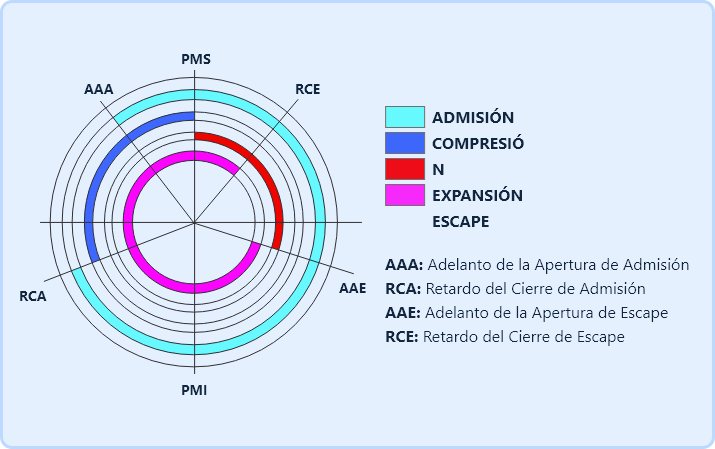 PMS
AAA
RCE
RCA
AAE
PMI
ADMISIÓN
COMPRESIÓ
N
EXPANSIÓN
ESCAPE
AAA: Adelanto de la Apertura de Admisión
RCA: Retardo del Cierre de Admisión
AAE: Adelanto de la Apertura de Escape
RCE: Retardo del Cierre de Escape